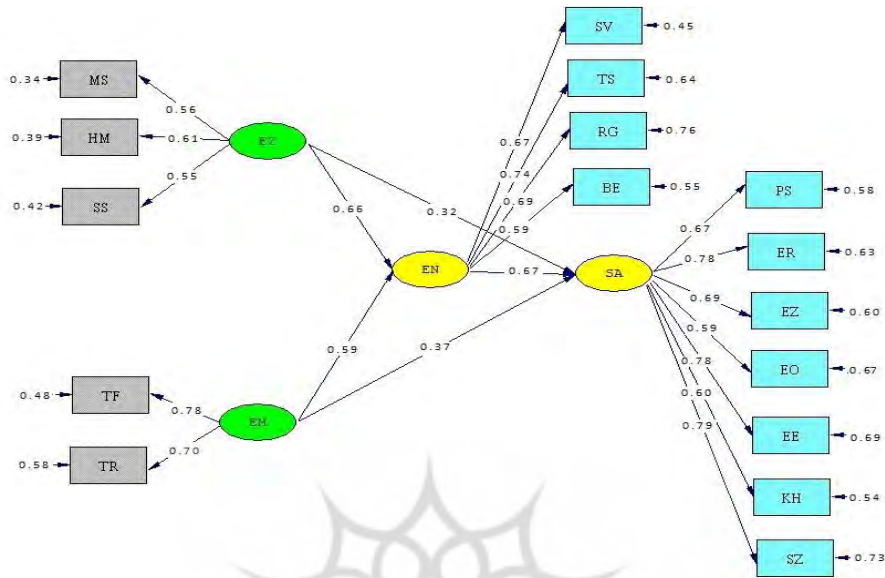 SV
0.45
0.34
MS
TS
0.64
0.56
0.39
HM
0.61
EZ
RG
0.76
0.67
0.55
0.74
0.69
BE
0.55
0.42
SS
0.59
PS
0.58
0.66
0.32
0.67
ER
0.63
EN
0.67
SA
0.78
0.69
EZ
0.60
0.59
0.59
0.37
0.78
EO
0.67
0.60
0.48
TF
0.78
0.79
EM
EE
0.69
0.70
0.58
TR
KH
0.54
SZ
0.73